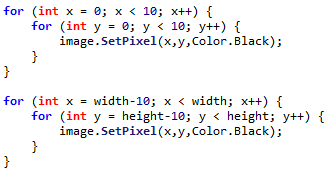 for (int x = 0; x < 10; x++) {
    for (int y = 0; y < 10; y++) {
        image.SetPixel(x,y,Color.Black);
    }
}

for (int x = width-10; x < width; x++) {
    for (int y = height-10; y < height; y++) {
        image.SetPixel(x,y,Color.Black);
    }
}